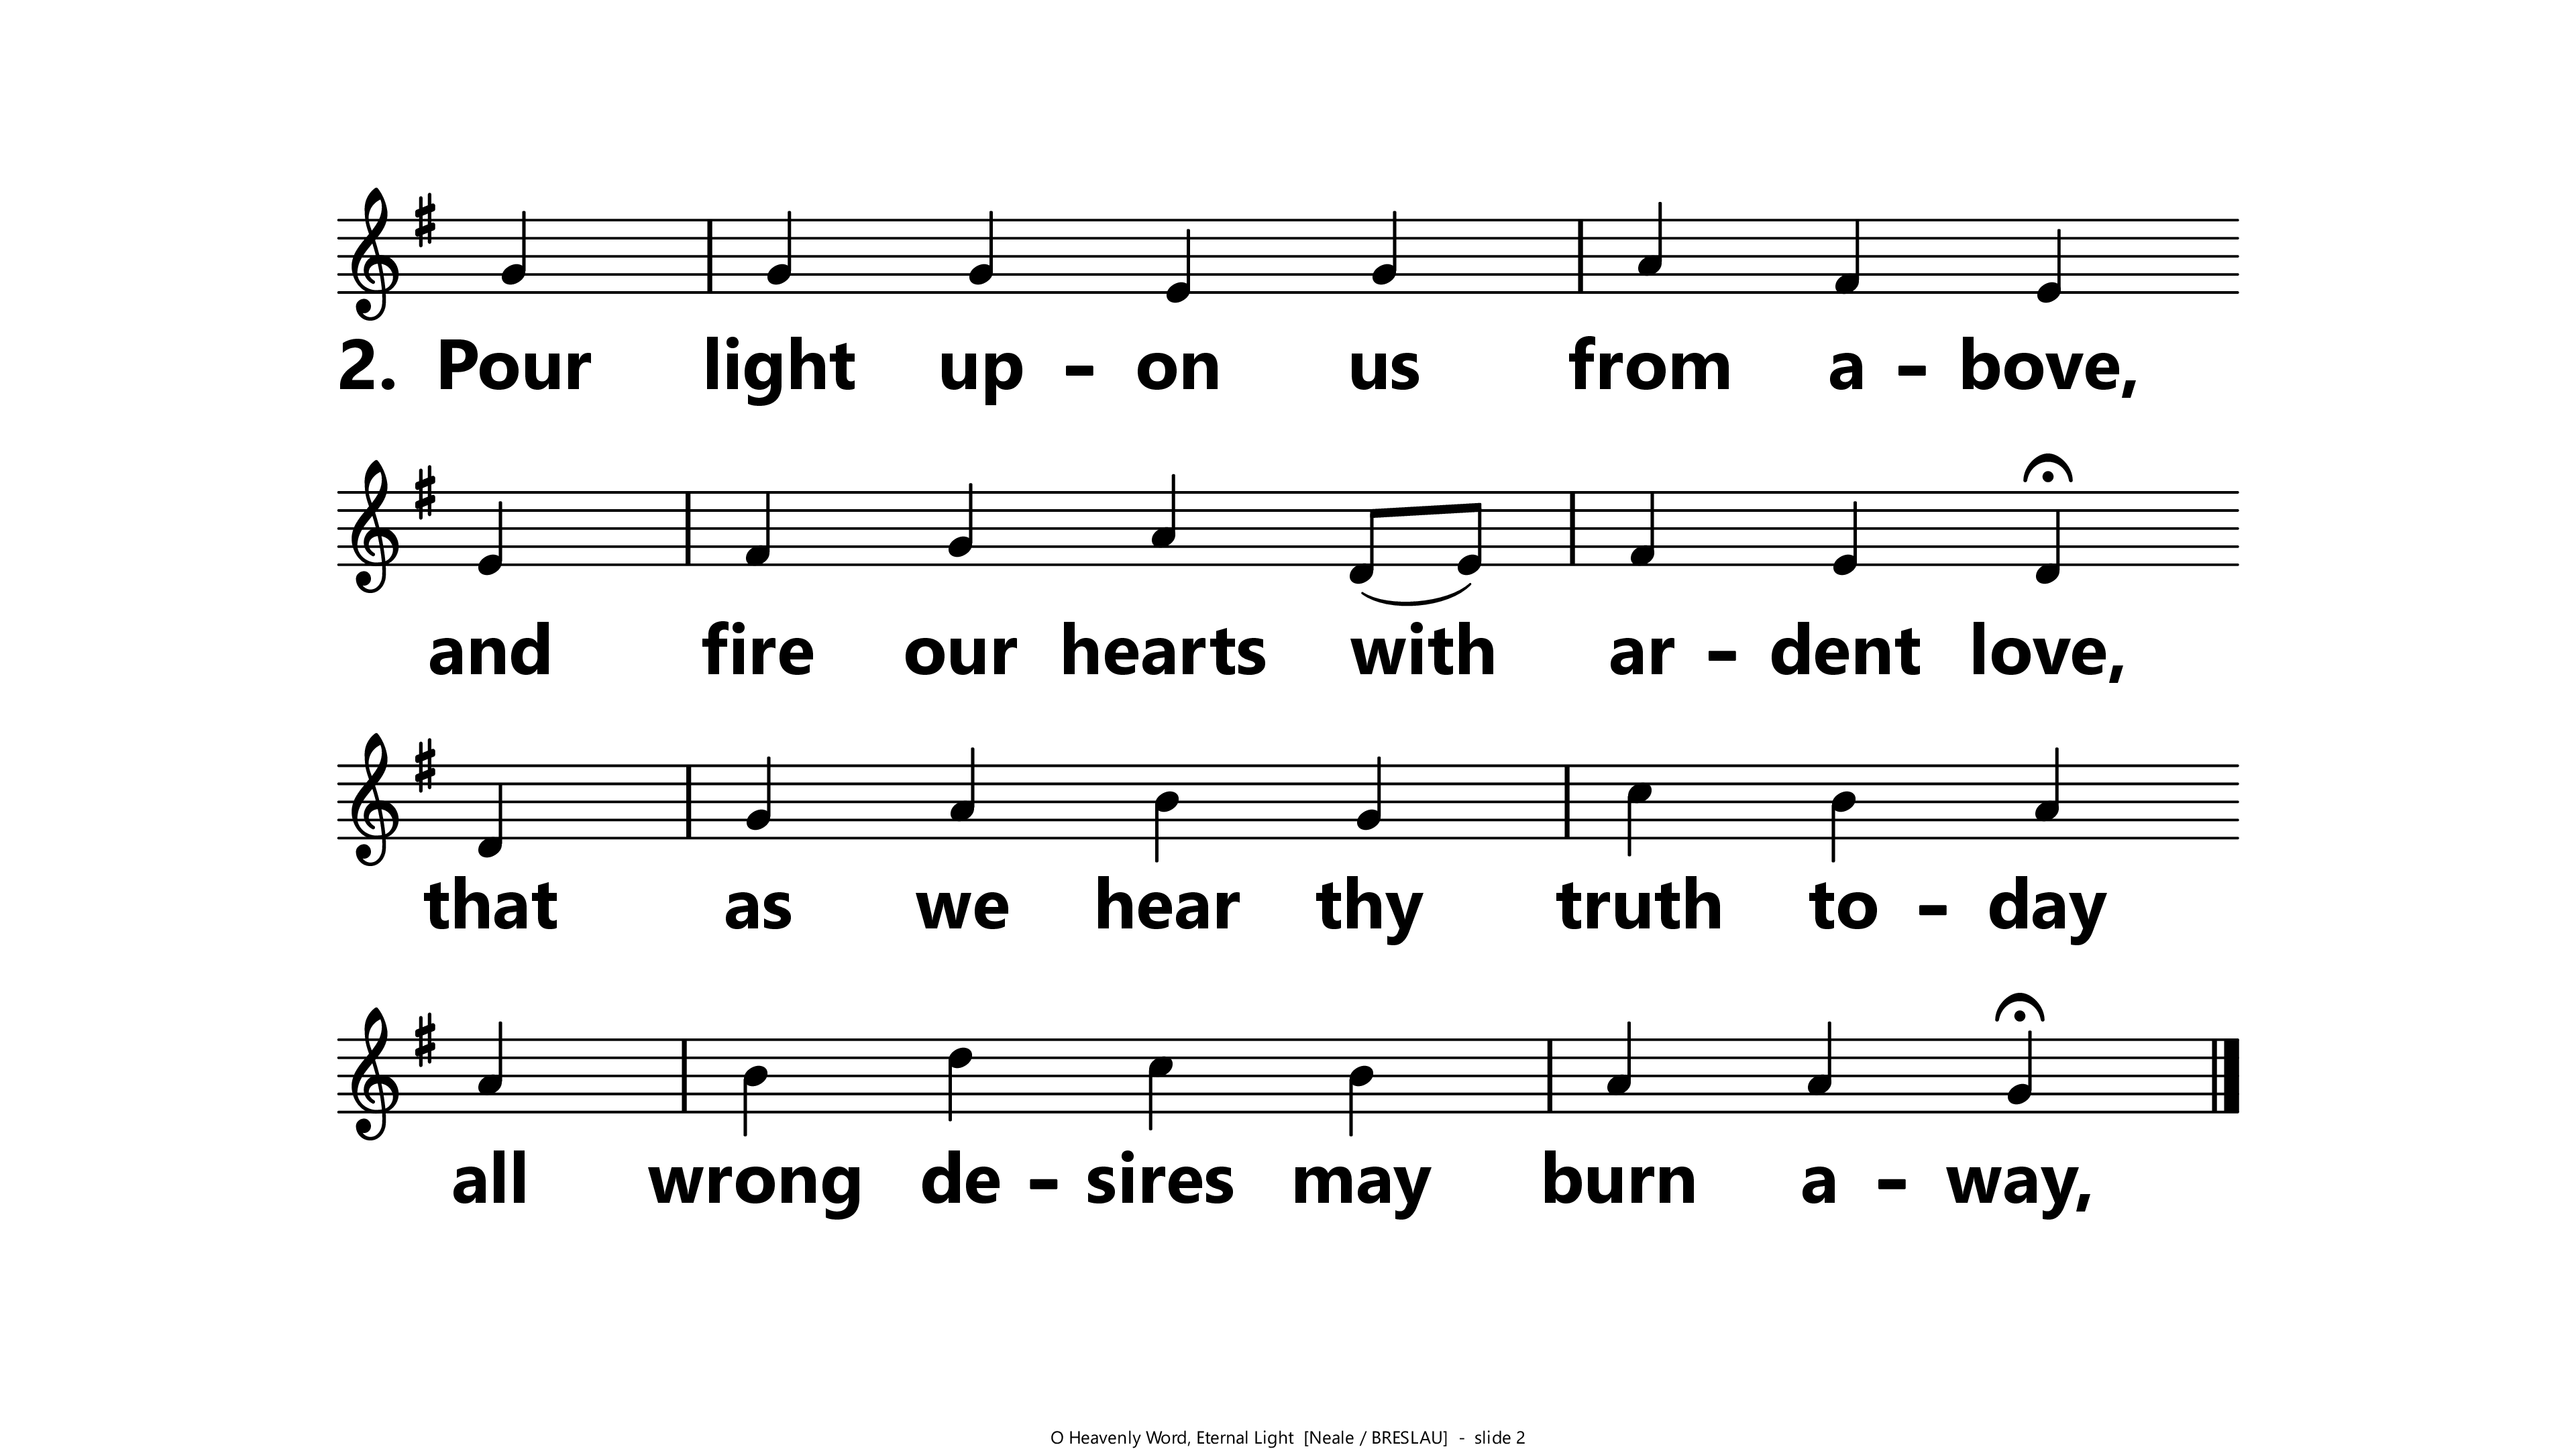 2. Pour light up - on us from a - bove,
and fire our hearts with ar - dent love,
that as we hear thy truth to - day
all wrong de - sires may burn a - way,
O Heavenly Word, Eternal Light [Neale / BRESLAU] - slide 2